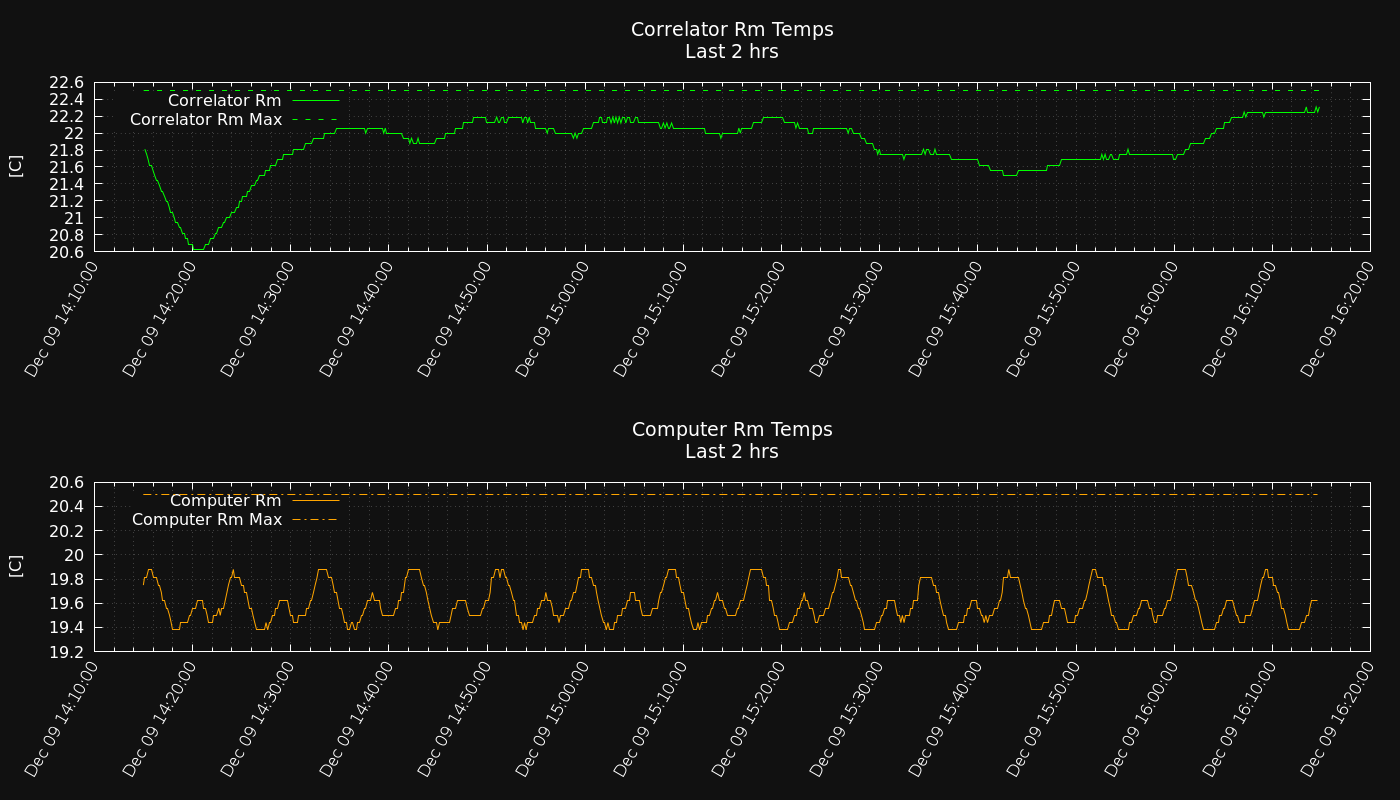 Correlator Rm Temps
Last 2 hrs
22.6
22.4
22.2
22
21.8
21.6
21.4
21.2
21
20.8
20.6
[C]
Correlator Rm
Correlator Rm Max
Dec 09 14:10:00
Dec 09 14:20:00
Dec 09 14:30:00
Dec 09 14:40:00
Dec 09 14:50:00
Dec 09 15:00:00
Dec 09 15:10:00
Dec 09 15:20:00
Dec 09 15:30:00
Dec 09 15:40:00
Dec 09 15:50:00
Dec 09 16:00:00
Dec 09 16:10:00
Dec 09 16:20:00
Computer Rm Temps
Last 2 hrs
20.6
20.4
20.2
20
19.8
19.6
19.4
19.2
[C]
Computer Rm
Computer Rm Max
Dec 09 14:10:00
Dec 09 14:20:00
Dec 09 14:30:00
Dec 09 14:40:00
Dec 09 14:50:00
Dec 09 15:00:00
Dec 09 15:10:00
Dec 09 15:20:00
Dec 09 15:30:00
Dec 09 15:40:00
Dec 09 15:50:00
Dec 09 16:00:00
Dec 09 16:10:00
Dec 09 16:20:00